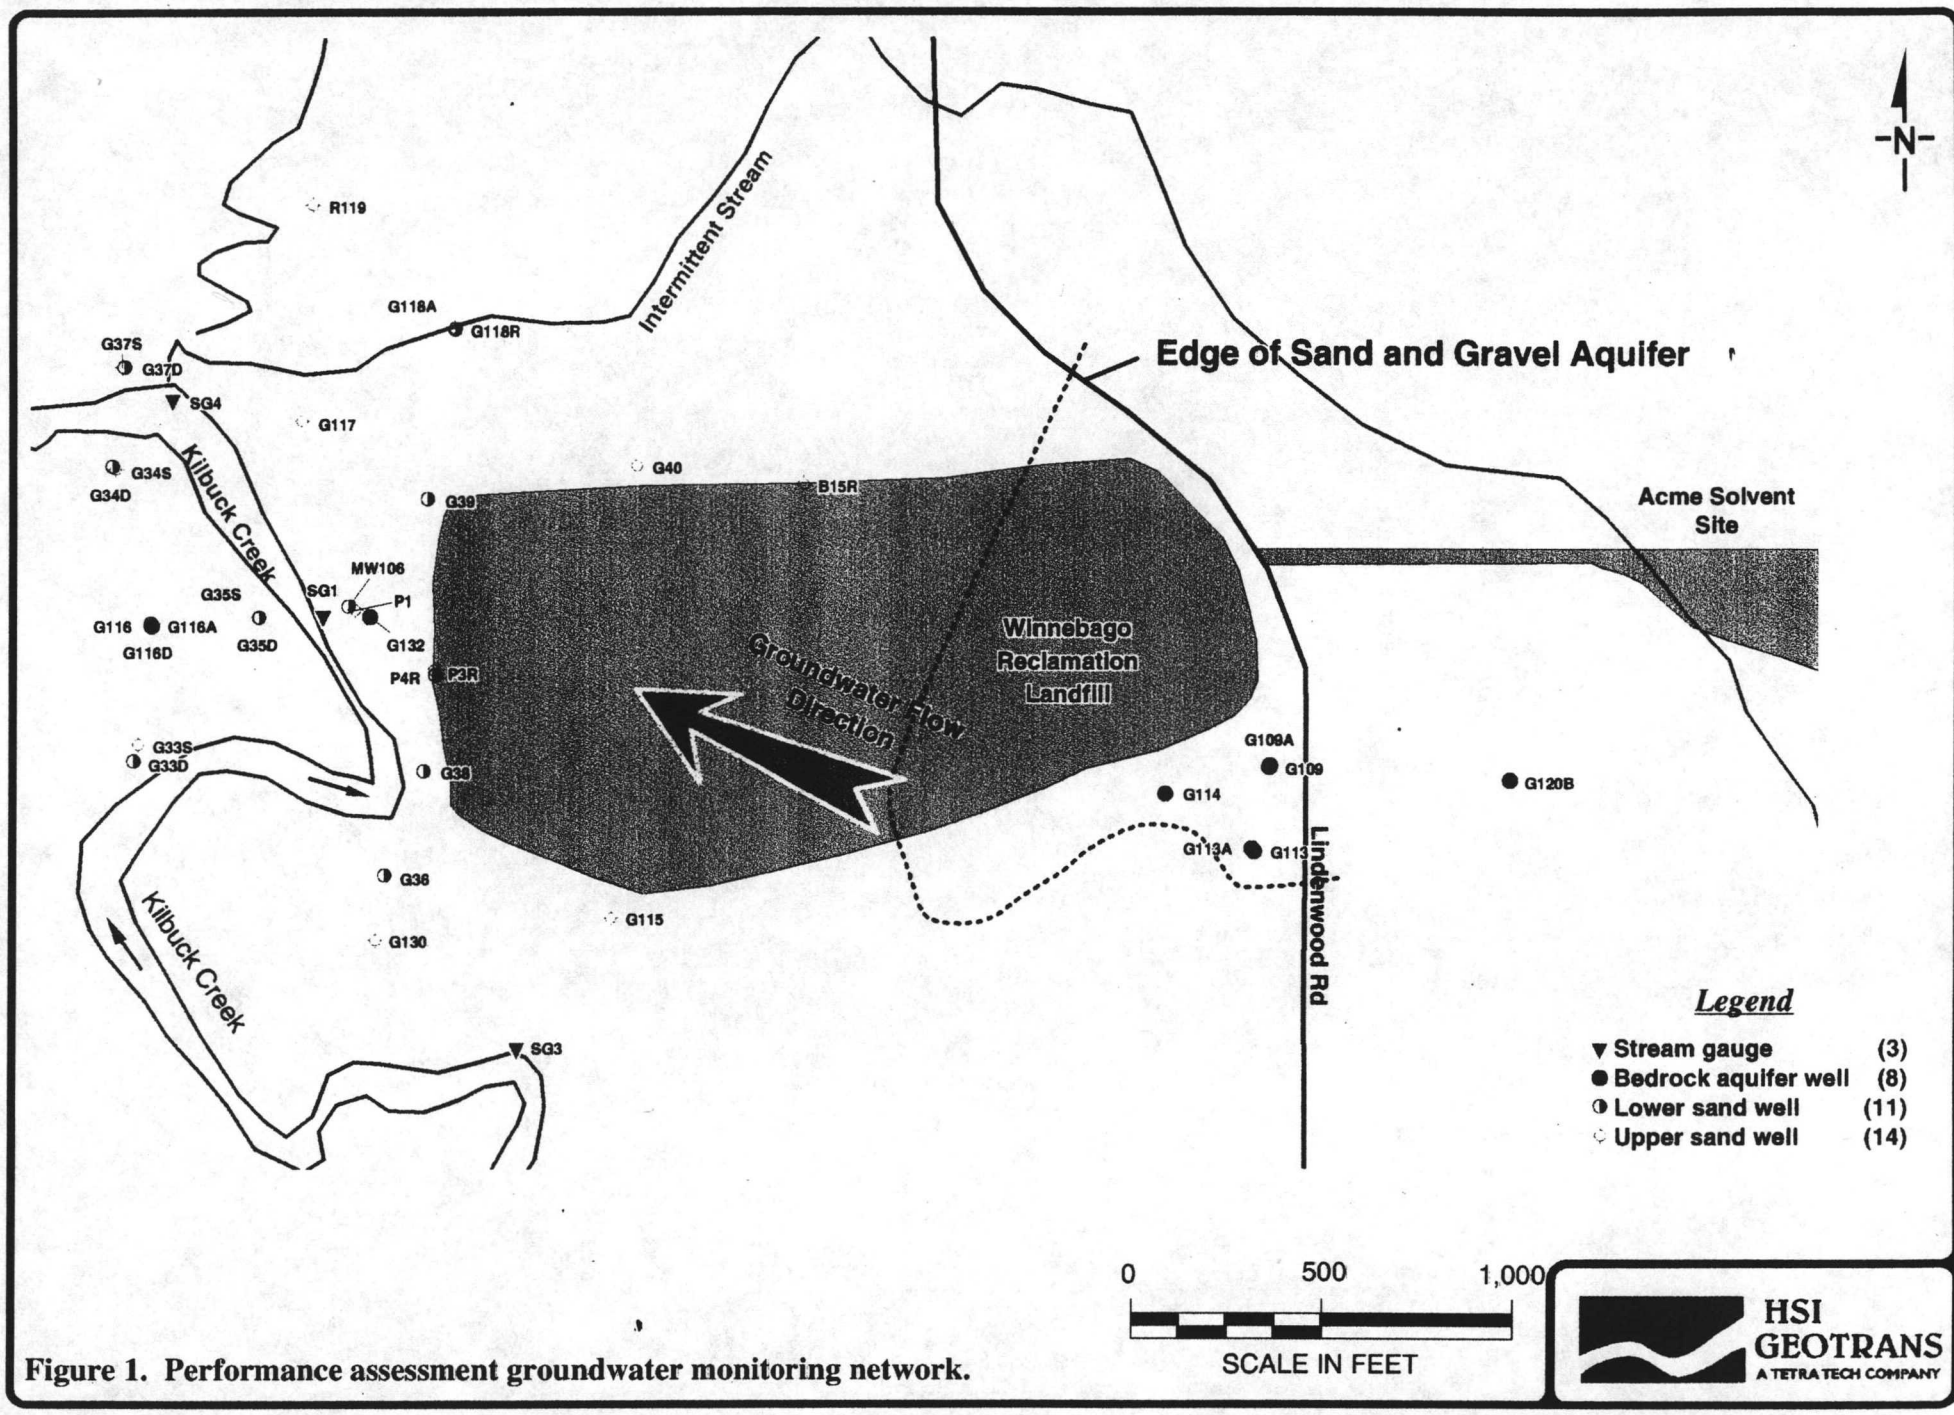 -N-
R119
Intermittent Stream
G118A
G118R
G37S
G37D
Edge of Sand and Gravel Aquifer
SG4
G117
G34S
G34D
Kilbuck Creek
G40
B15R
G39
Acme Solvent
Site
MW106
G35S
SG1
P1
G116
G116A
G132
G116D
G35D
P4R
P3R
Winnebago
Reclamation
Landfill
Groundwater Flow
Direction
G33S
G33D
G38
G109A
G109
G120B
G114
G113A
G113
Lindenwood Rd
G36
G115
G130
Kilbuck Creek
SG3
Legend
Stream gauge (3)
Bedrock aquifer well (8)
Lower sand well (11)
Upper sand well (14)
0 500 1,000
SCALE IN FEET
HSI
GEOTRANS
A TETRA TECH COMPANY
Figure 1. Performance assessment groundwater monitoring network.